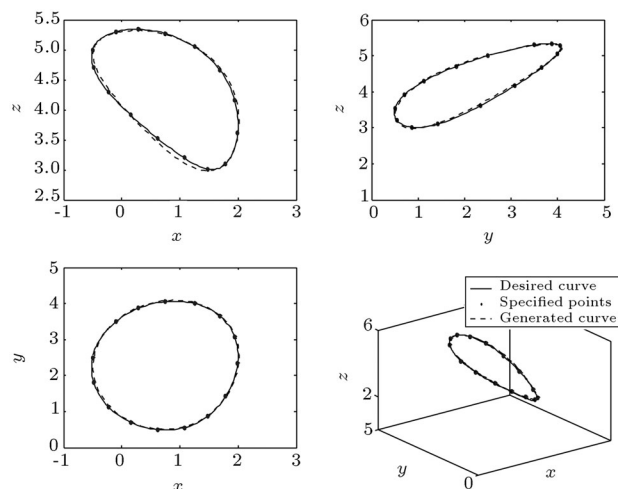 5.5
5.0
4.5
z
4.0
3.5
3.0
2.5
-1 0 1 2 3
x
6
5
4
z
3
2
1
0 1 2 3 4 5
y
5
4
3
y
2
1
0
-1 0 1 2 3
x
Desired curve
Specified points
Generated curve
6
z
2
5
y
0
x